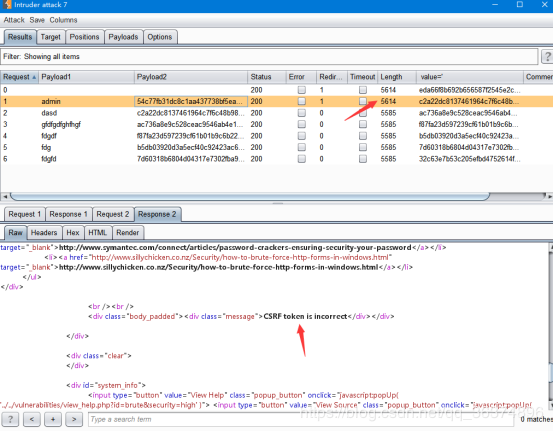 Intruder attack 7
Attack Save Columns
Results Target Positions Payloads Options
Filter: Showing all items
?
Request Payload1 Payload2 Status Error Redir... Timeout Length value=' Commen
0 200 1 5614 eda66f8b692b656587f2545e2c...
1 admin 54c77fb31dc8c1aa437738bf5ea... 200 1 5614 c2a22dc8137461964c7f6c48b...
2 dasd c2a22dc8137461964c7f6c48b98... 200 0 5585 ac736a8e9c528ceac9546ab4...
3 gfdfgdfghfhgf ac736a8e9c528ceac9546ab4e1... 200 0 5585 f87fa23d597239cf61b01b9c6b...
4 fdgdf f87fa23d597239cf61b01b9c6b22... 200 0 5585 b5db03920d3a5ecf40c92423a...
5 fdg b5db03920d3a5ecf40c92423a... 200 0 5585 7d60318b6804d04317e7302fb...
6 fdgfd 7d60318b6804d04317e7302fba9... 200 0 5585 32c63e7b53c205efbd4752614f...
Request 1 Response 1 Request 2 Response 2
Raw Headers Hex HTML Render
target="_blank">http://www.symantec.com/connect/articles/password-crackers-ensuring-security-your-password</a></li>
<li><a href="http://www.sillychicken.co.nz/Security/how-to-brute-force-http-forms-in-windows.html"
target="_blank">http://www.sillychicken.co.nz/Security/how-to-brute-force-http-forms-in-windows.html</a></li>
</ul>
</div>
<br /><br />
<div class="body_padded"><div class="message">CSRF token is incorrect</div></div>
</div>
<div class="clear">
</div>
<div id="system_info">
<input type="button" value="View Help" class="popup_button" onclick="javascript:popUp(
'../../vulnerabilities/view_help.php?id=brute&security=high' )"> <input type="button" value="View Source" class="popup_button" onclick="javascript:popUp(
? < + > Type a search term 0 matches